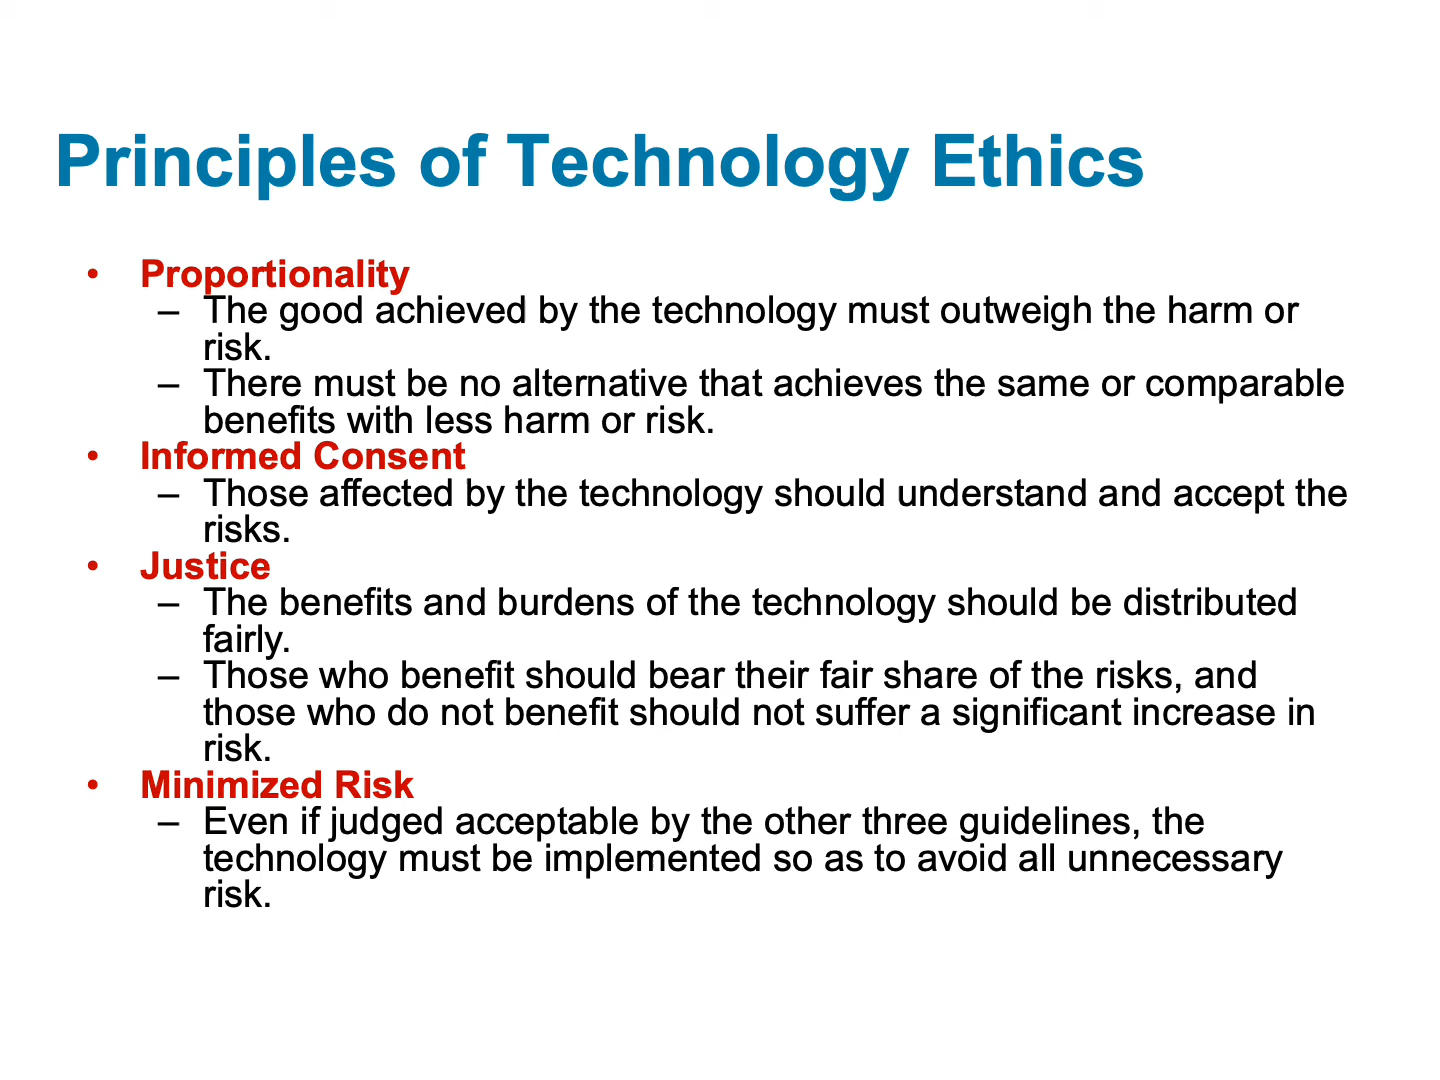 Principles of Technology Ethics
• Proportionality
– The good achieved by the technology must outweigh the harm or
risk.
– There must be no alternative that achieves the same or comparable
benefits with less harm or risk.
• Informed Consent
– Those affected by the technology should understand and accept the
risks.
• Justice
– The benefits and burdens of the technology should be distributed
fairly.
– Those who benefit should bear their fair share of the risks, and
those who do not benefit should not suffer a significant increase in
risk.
• Minimized Risk
– Even if judged acceptable by the other three guidelines, the
technology must be implemented so as to avoid all unnecessary
risk.